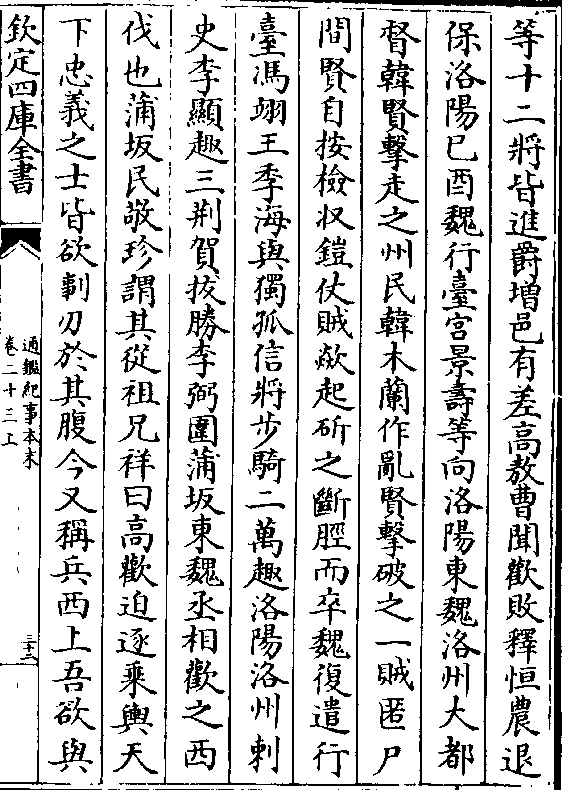 等十二將皆進爵増邑有差高敖曹聞歡敗釋恒農退
保洛陽已酉魏行臺宫景壽等向洛陽東魏洛州大都
督韓賢擊走之州民韓木蘭作亂賢擊破之一賊匿尸
間賢自按檢収鎧仗賊欻起斫之斷脛而卒魏復遣行
臺馮翊王季海與獨孤信將步騎二萬趣洛陽洛州刺
史李顯趣三荆賀拔勝李弼圍蒲坂東魏丞相歡之西
伐也蒲坂民敬珍謂其從祖兄祥曰高歡迫逐乘輿天
下忠義之士皆欲剚刃於其腹今又稱兵西上吾欲與
欽定四庫全書
通鑑紀事本末
卷二十三上
三十二